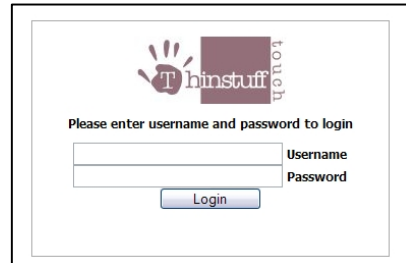 Thinstuff
touch
Please enter username and password to login
Username
Password
Login